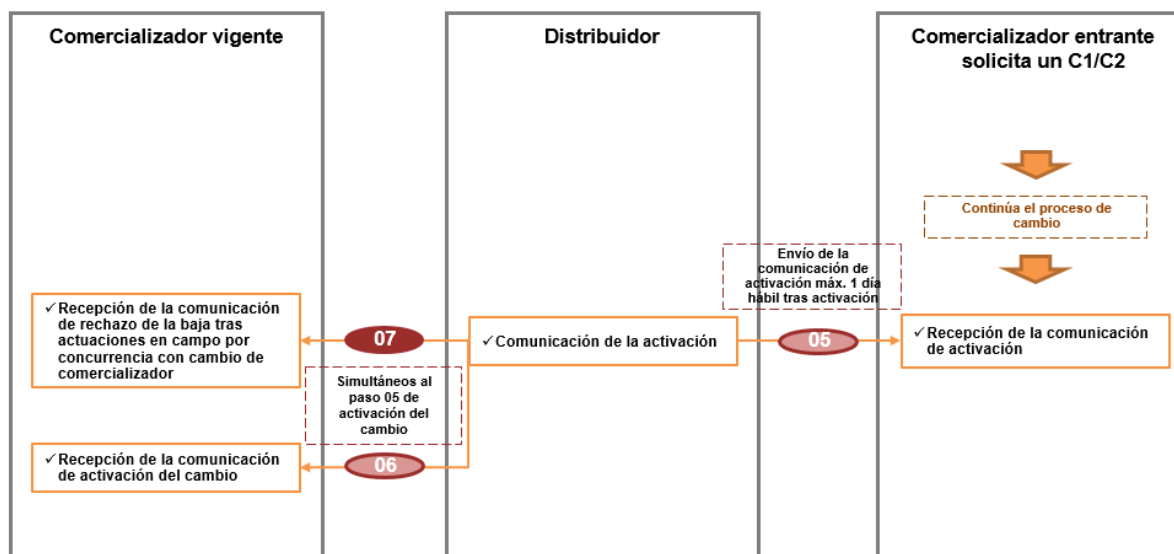 Comercializador vigente
Distribuidor
Comercializador entrante
solicita un C1/C2
Continúa el proceso de
cambio
Envío de la
comunicación de
activación máx. 1 día
hábil tras activación
✓Recepción de la comunicación
de rechazo de la baja tras
actuaciones en campo por
concurrencia con cambio de
comercializador
07
✓Comunicación de la activación
05
✓Recepción de la comunicación
de activación
Simultáneos al
paso 05 de
activación del
cambio
✓Recepción de la comunicación
de activación del cambio
06